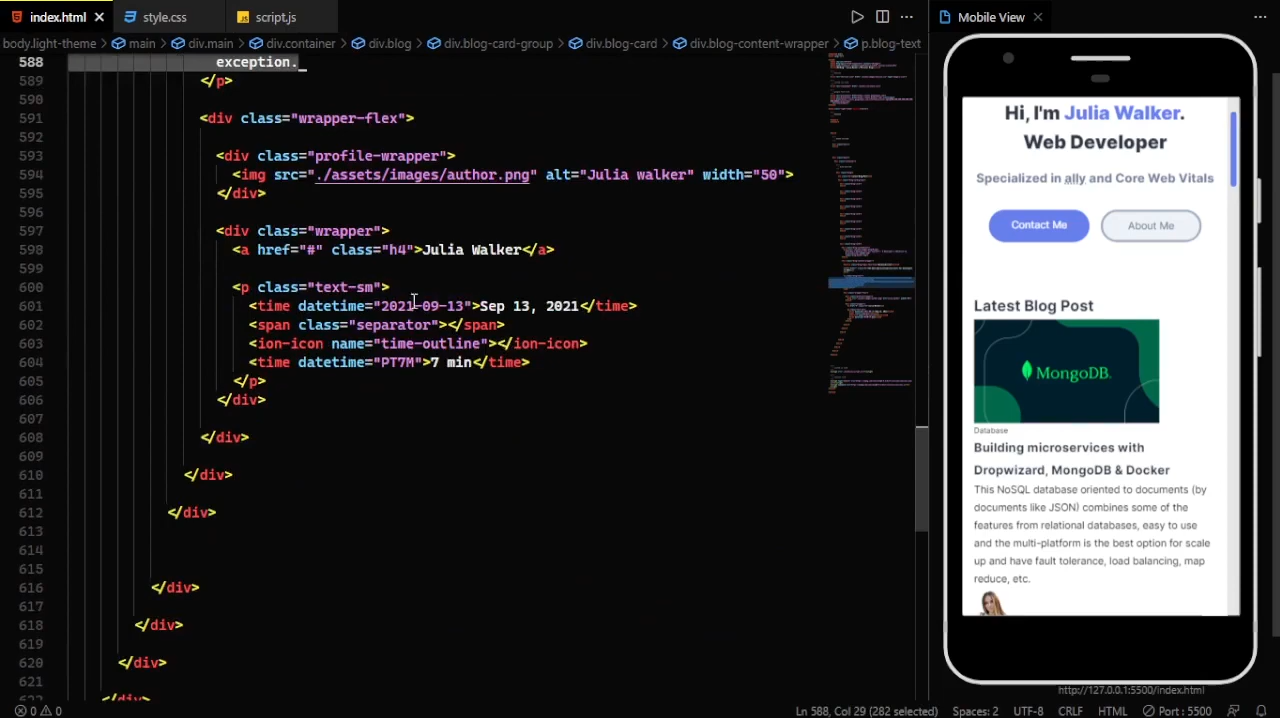 index.html
style.css
script.js
Mobile View
body.light-theme > main > div.main > div.container > div.blog > div.blog-card-group > div.blog-card > div.blog-content-wrapper > p.blog-text
588 exception.
589 </p>
590
591 <div class="wrapper-flex">
592
593 <div class="profile-wrapper">
594 <img src="./assets/images/author.png" alt="Julia walker" width="50">
595 </div>
596
597 <div class="wrapper">
598 <a href="#" class="h4">Julia Walker</a>
599
600 <p class="text-sm">
601 <time datetime="2021-09-13">Sep 13, 2021</time>
602 <span class="separator"></span>
603 <ion-icon name="time-outline"></ion-icon>
604 <time datetime="PT7M">7 min</time>
605 </p>
606 </div>
607
608 </div>
609
610 </div>
611
612 </div>
613
614
615
616 </div>
617
618 </div>
619
620 </div>
621
622 </div>
Hi, I'm Julia Walker.
Web Developer
Specialized in ally and Core Web Vitals
Contact Me
About Me
Latest Blog Post
MongoDB.
Database
Building microservices with
Dropwizard, MongoDB & Docker
This NoSQL database oriented to documents (by
documents like JSON) combines some of the
features from relational databases, easy to use
and the multi-platform is the best option for scale
up and have fault tolerance, load balancing, map
reduce, etc.
http://127.0.0.1:5500/index.html
0 0
Ln 588, Col 29 (282 selected)
Spaces: 2
UTF-8
CRLF
HTML
Port : 5500